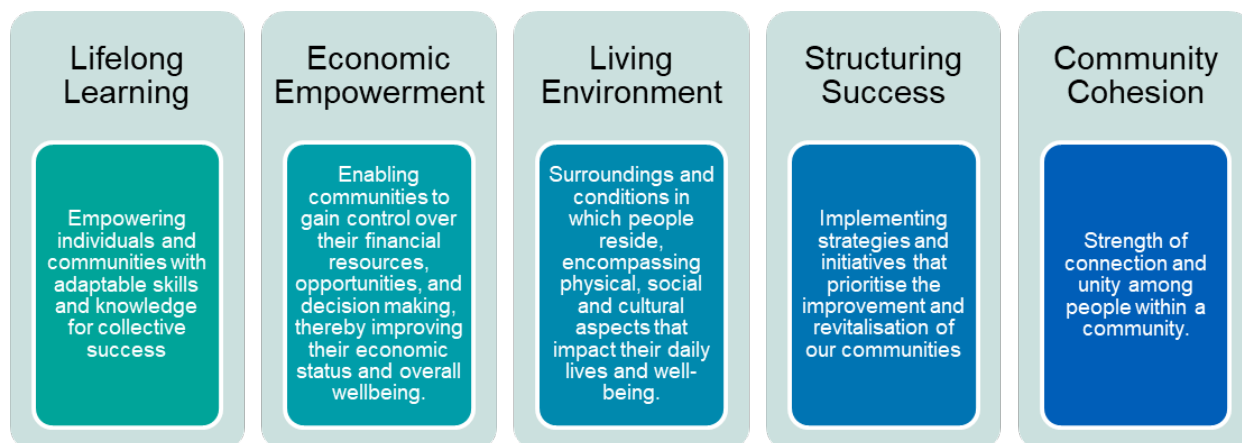 Lifelong
Learning
Empowering
individuals and
communities with
adaptable skills
and knowledge
for collective
success
Economic
Empowerment
Enabling
communities to
gain control over
their financial
resources,
opportunities, and
decision making,
thereby improving
their economic
status and overall
wellbeing.
Living
Environment
Surroundings and
conditions in
which people
reside,
encompassing
physical, social
and cultural
aspects that
impact their daily
lives and well-
being.
Structuring
Success
Implementing
strategies and
initiatives that
prioritise the
improvement and
revitalisation of
our communities
Community
Cohesion
Strength of
connection and
unity among
people within a
community.